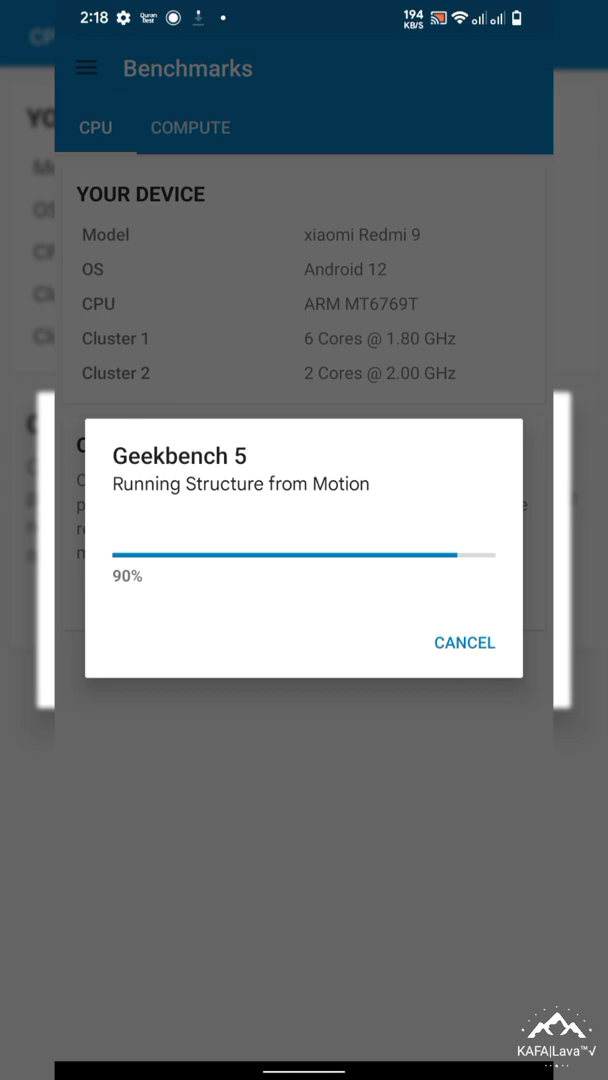 2:18 Quran Best 194 KB/S
Benchmarks
CPU COMPUTE
YOUR DEVICE
Model xiaomi Redmi 9
OS Android 12
CPU ARM MT6769T
Cluster 1 6 Cores @ 1.80 GHz
Cluster 2 2 Cores @ 2.00 GHz
Geekbench 5
Running Structure from Motion
90%
CANCEL
KAFA|Lava™√